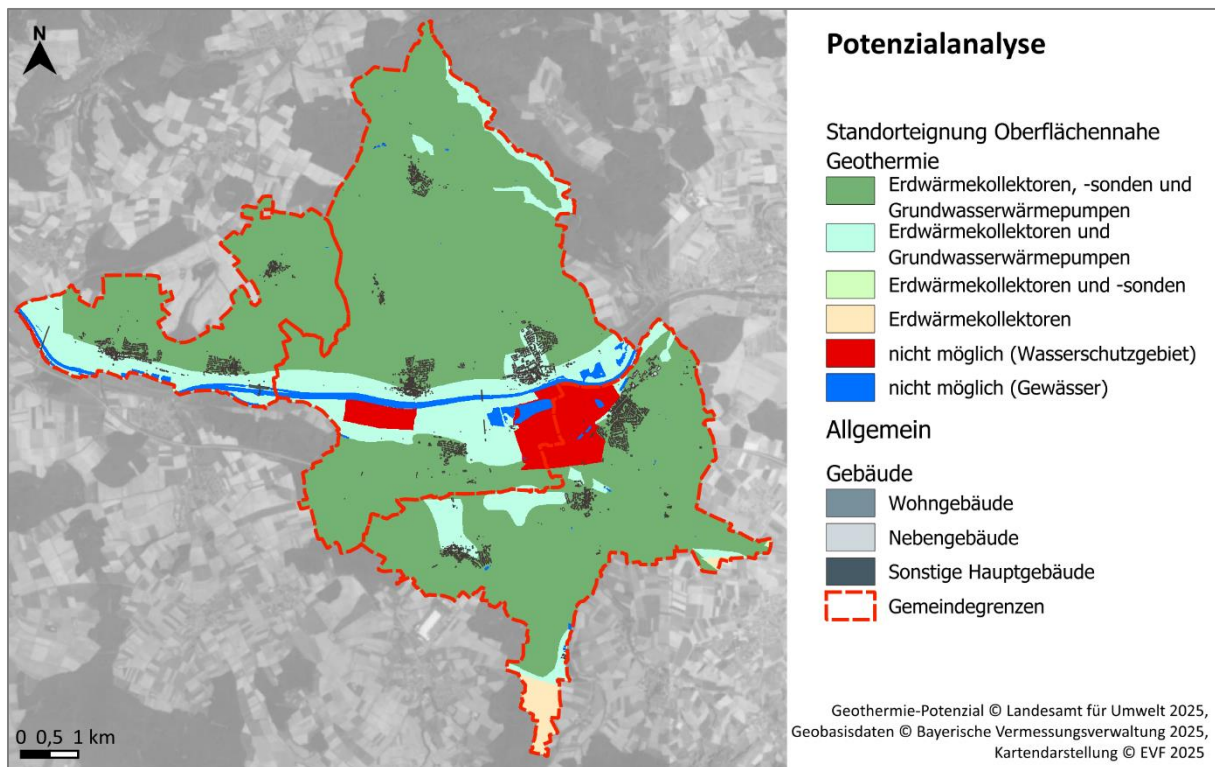 N
0 0,5 1 km
Potenzialanalyse
Standorteignung Oberflächennahe
Geothermie
Erdwärmekollektoren, -sonden und
Grundwasserwärmepumpen
Erdwärmekollektoren und
Grundwasserwärmepumpen
Erdwärmekollektoren und -sonden
Erdwärmekollektoren
nicht möglich (Wasserschutzgebiet)
nicht möglich (Gewässer)
Allgemein
Gebäude
Wohngebäude
Nebengebäude
Sonstige Hauptgebäude
Gemeindegrenzen
Geothermie-Potenzial © Landesamt für Umwelt 2025,
Geobasisdaten © Bayerische Vermessungsverwaltung 2025,
Kartendarstellung © EVF 2025